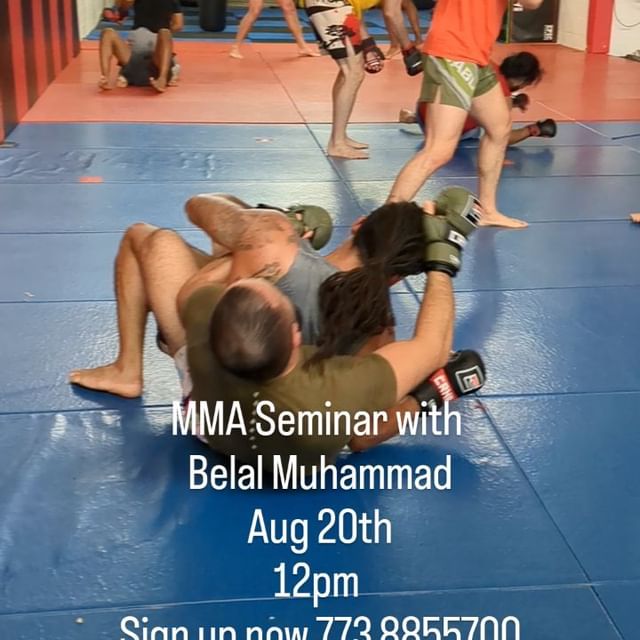 MMA Seminar with
Belal Muhammad
Aug 20th
12pm
Sign up now 773 8855700